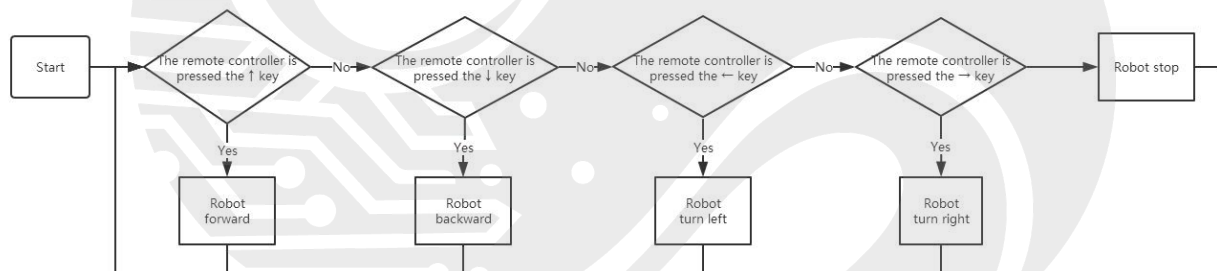 Start
The remote controller is
pressed the ↑ key
No
The remote controller is
pressed the ↓ key
No
The remote controller is
pressed the ← key
No
The remote controller is
pressed the → key
Robot stop
Yes
Yes
Yes
Yes
Robot
forward
Robot
backward
Robot
turn left
Robot
turn right